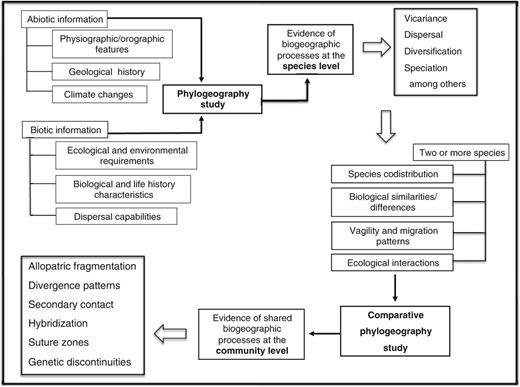 Abiotic information
Physiographic/orographic
features
Geological history
Climate changes
Biotic information
Ecological and environmental
requirements
Biological and life history
characteristics
Dispersal capabilities
Phylogeography
study
Evidence of
biogeographic
processes at the
species level
Vicariance
Dispersal
Diversification
Speciation
among others
Two or more species
Species codistribution
Biological similarities/
differences
Vagility and migration
patterns
Ecological interactions
Comparative
phylogeography
study
Evidence of shared
biogeographic
processes at the
community level
Allopatric fragmentation
Divergence patterns
Secondary contact
Hybridization
Suture zones
Genetic discontinuities